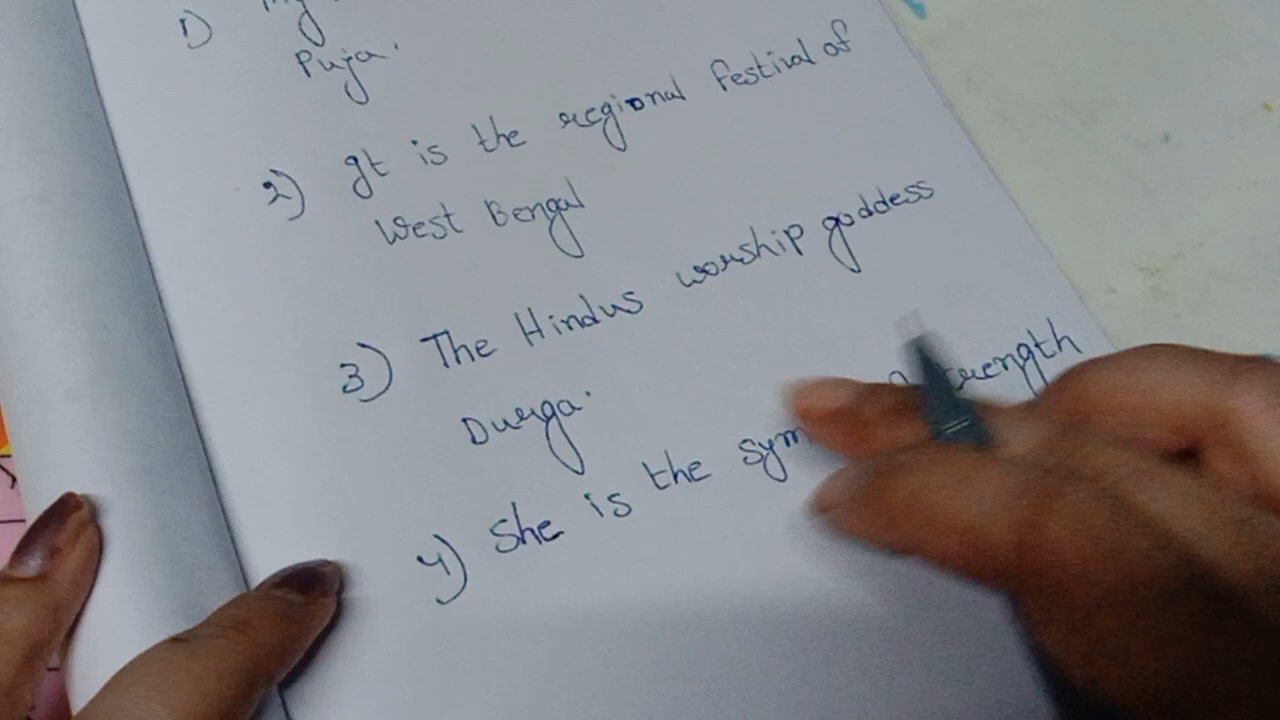 1)
Puja.
2) It is the regional festival of
West Bengal
3) The Hindus worship goddess
Durga.
4) She is the strength